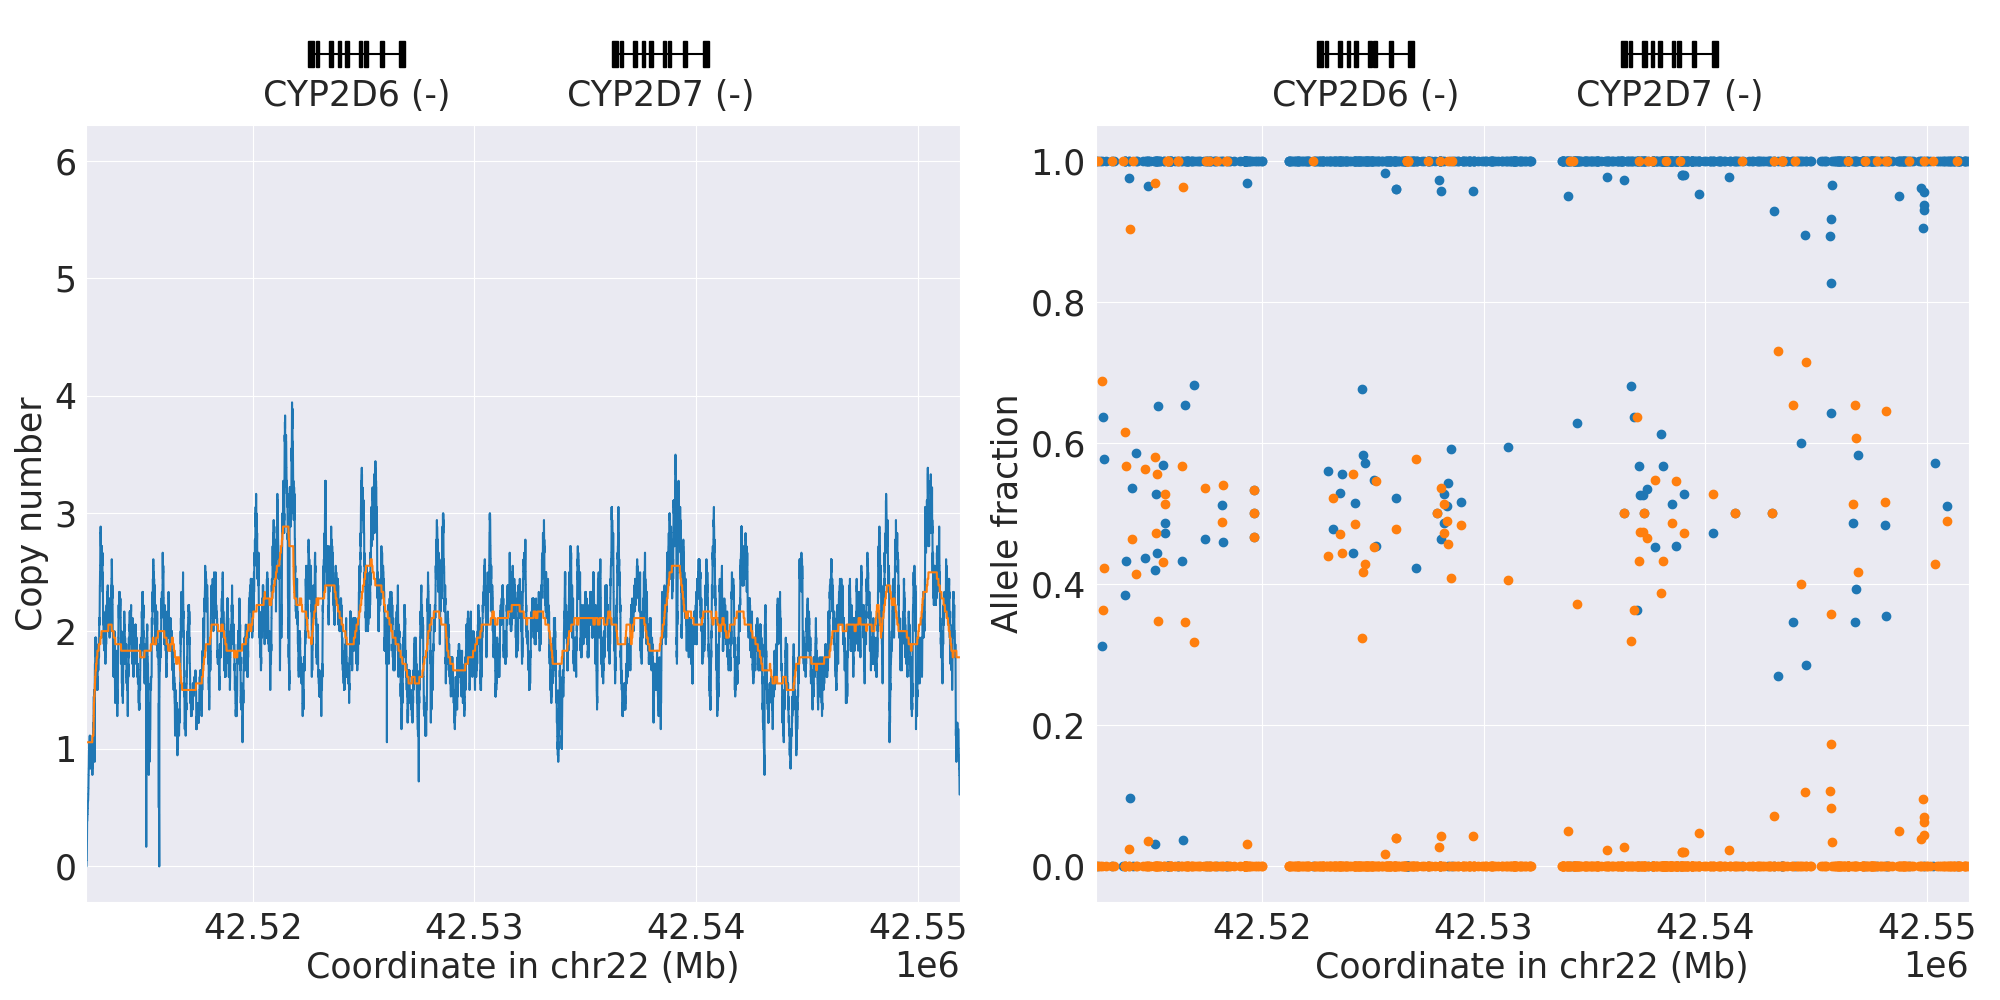 CYP2D6 (-)
CYP2D7 (-)
6
5
4
3
2
1
0
Copy number
42.52
42.53
42.54
42.55
Coordinate in chr22 (Mb)
1e6
CYP2D6 (-)
CYP2D7 (-)
1.0
0.8
0.6
0.4
0.2
0.0
Allele fraction
42.52
42.53
42.54
42.55
Coordinate in chr22 (Mb)
1e6